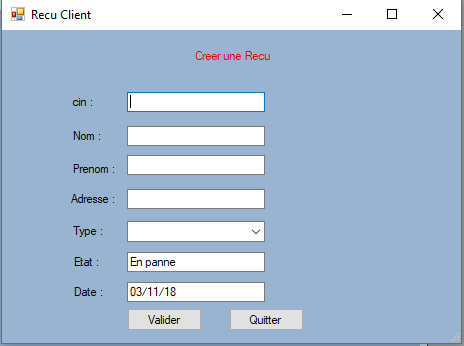 Recu Client
Creer une Recu
cin :
Nom :
Prenom :
Adresse :
Type :
Etat : En panne
Date : 03/11/18
Valider Quitter